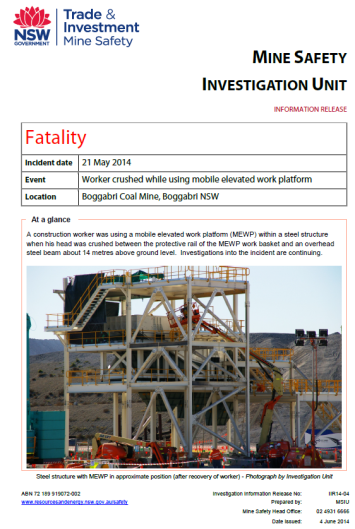 NSW
GOVERNMENT
Trade &
Investment
Mine Safety
MINE SAFETY
INVESTIGATION UNIT
INFORMATION RELEASE
Fatality
Incident date 21 May 2014
Event Worker crushed while using mobile elevated work platform
Location Boggabri Coal Mine, Boggabri NSW
At a glance
A construction worker was using a mobile elevated work platform (MEWP) within a steel structure
when his head was crushed between the protective rail of the MEWP work basket and an overhead
steel beam about 14 metres above ground level. Investigations into the incident are continuing.
Steel structure with MEWP in approximate position (after recovery of worker) - Photograph by Investigation Unit
ABN 72 189 919072-002 Investigation Information Release No: IIR14-04
www.resourcesandenergy.nsw.gov.au/safety Prepared by: MSIU
Mine Safety Head Office: 02 4931 6666
Date Issued: 4 June 2014